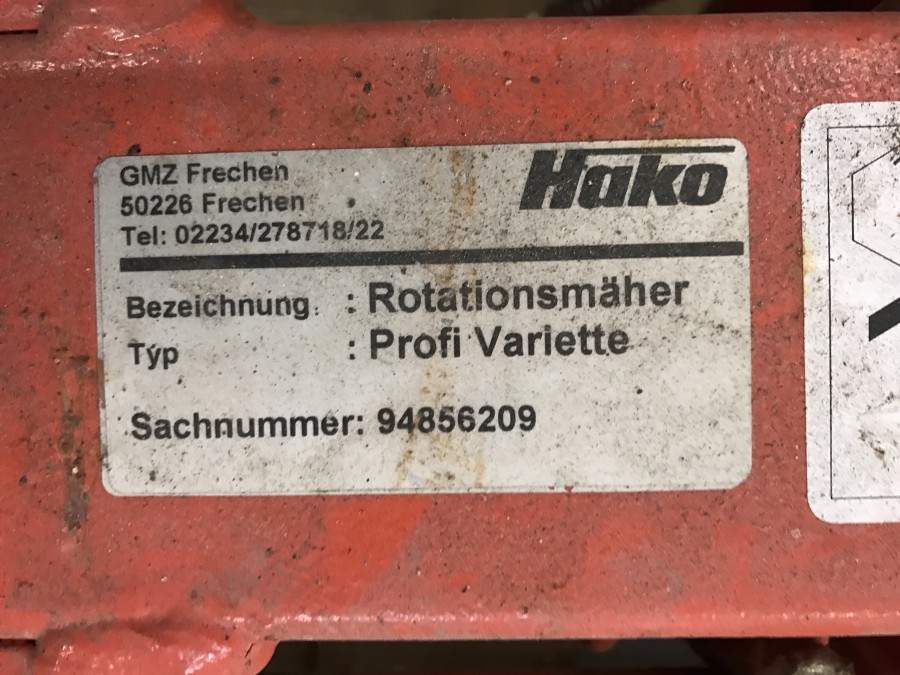 GMZ Frechen
50226 Frechen
Tel: 02234/278718/22
Hako
Bezeichnung : Rotationsmäher
Typ : Profi Variette
Sachnummer: 94856209